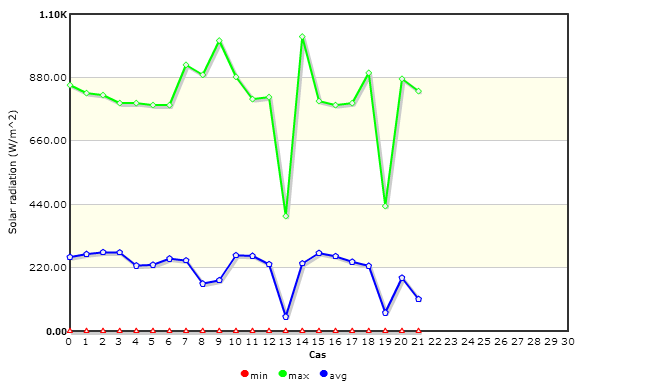 1.10K
880.00
660.00
440.00
220.00
0.00
Solar radiation (W/m^2)
0 1 2 3 4 5 6 7 8 9 10 11 12 13 14 15 16 17 18 19 20 21 22 23 24 25 26 27 28 29 30
Cas
min max avg